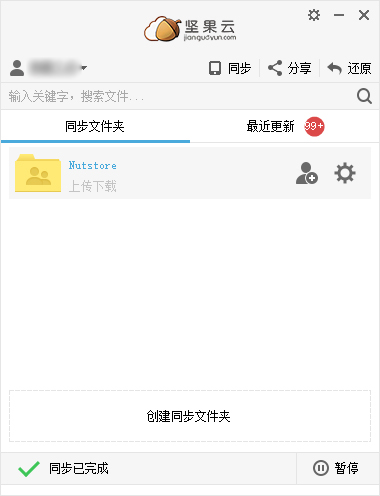 坚果云
jianguoyun.com
同步 分享 还原
输入关键字，搜索文件...
同步文件夹 最近更新 99+
Nutstore
上传下载
创建同步文件夹
同步已完成 暂停